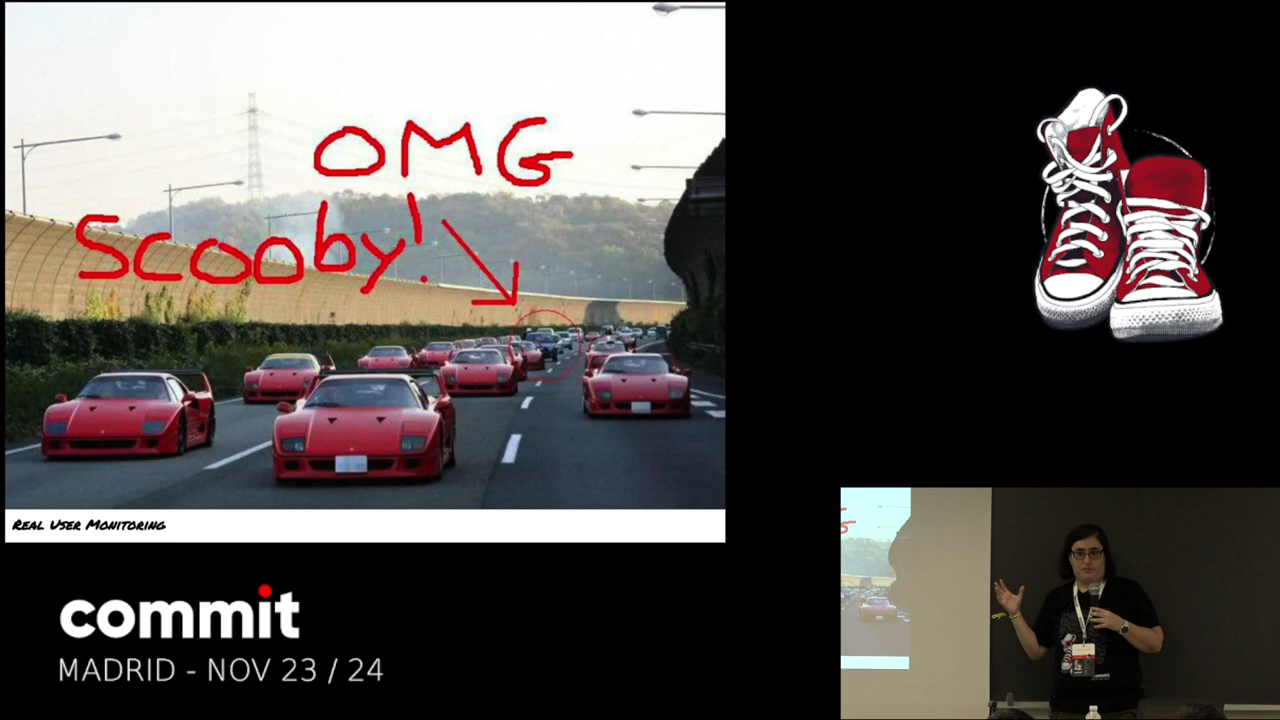 OMG
Scooby!
Real User Monitoring
commit
MADRID - NOV 23 / 24